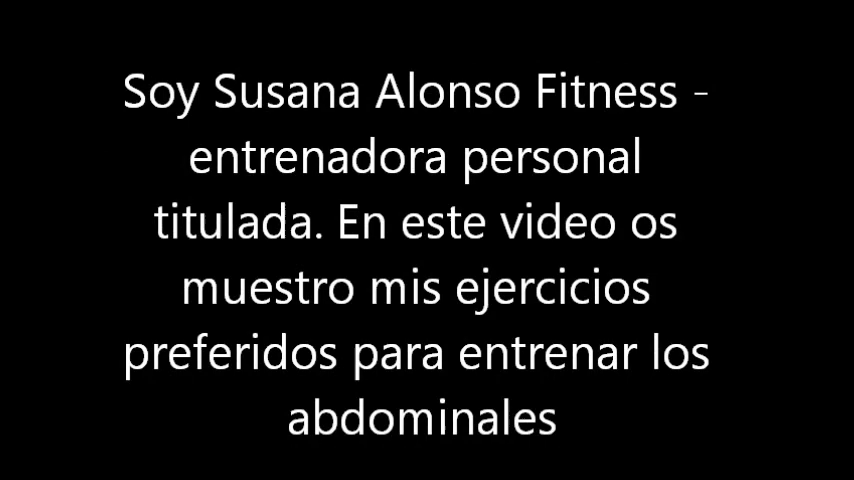 Soy Susana Alonso Fitness -
entrenadora personal
titulada. En este video os
muestro mis ejercicios
preferidos para entrenar los
abdominales